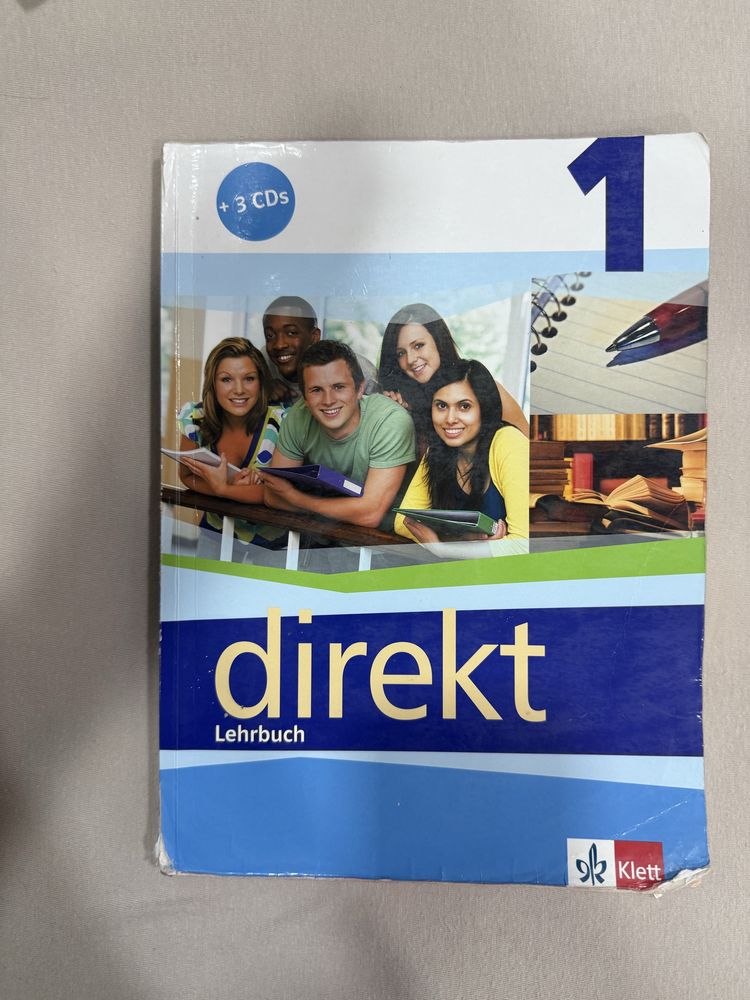 + 3 CDs
1
direkt
Lehrbuch
Klett